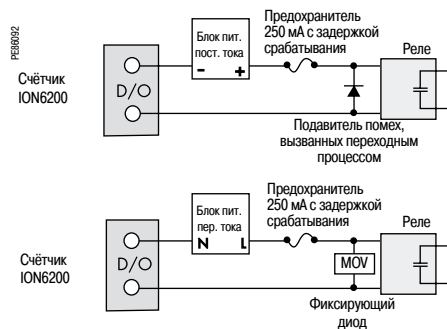 PE86092
Предохранитель
250 мА с задержкой
срабатывания
Блок пит.
пост. тока
- +
Реле
Счётчик
ION6200
D/O
Подавитель помех,
вызванных переходным
процессом
Предохранитель
250 мА с задержкой
срабатывания
Блок пит.
пер. тока
N L
Реле
Счётчик
ION6200
D/O
MOV
Фиксирующий
диод